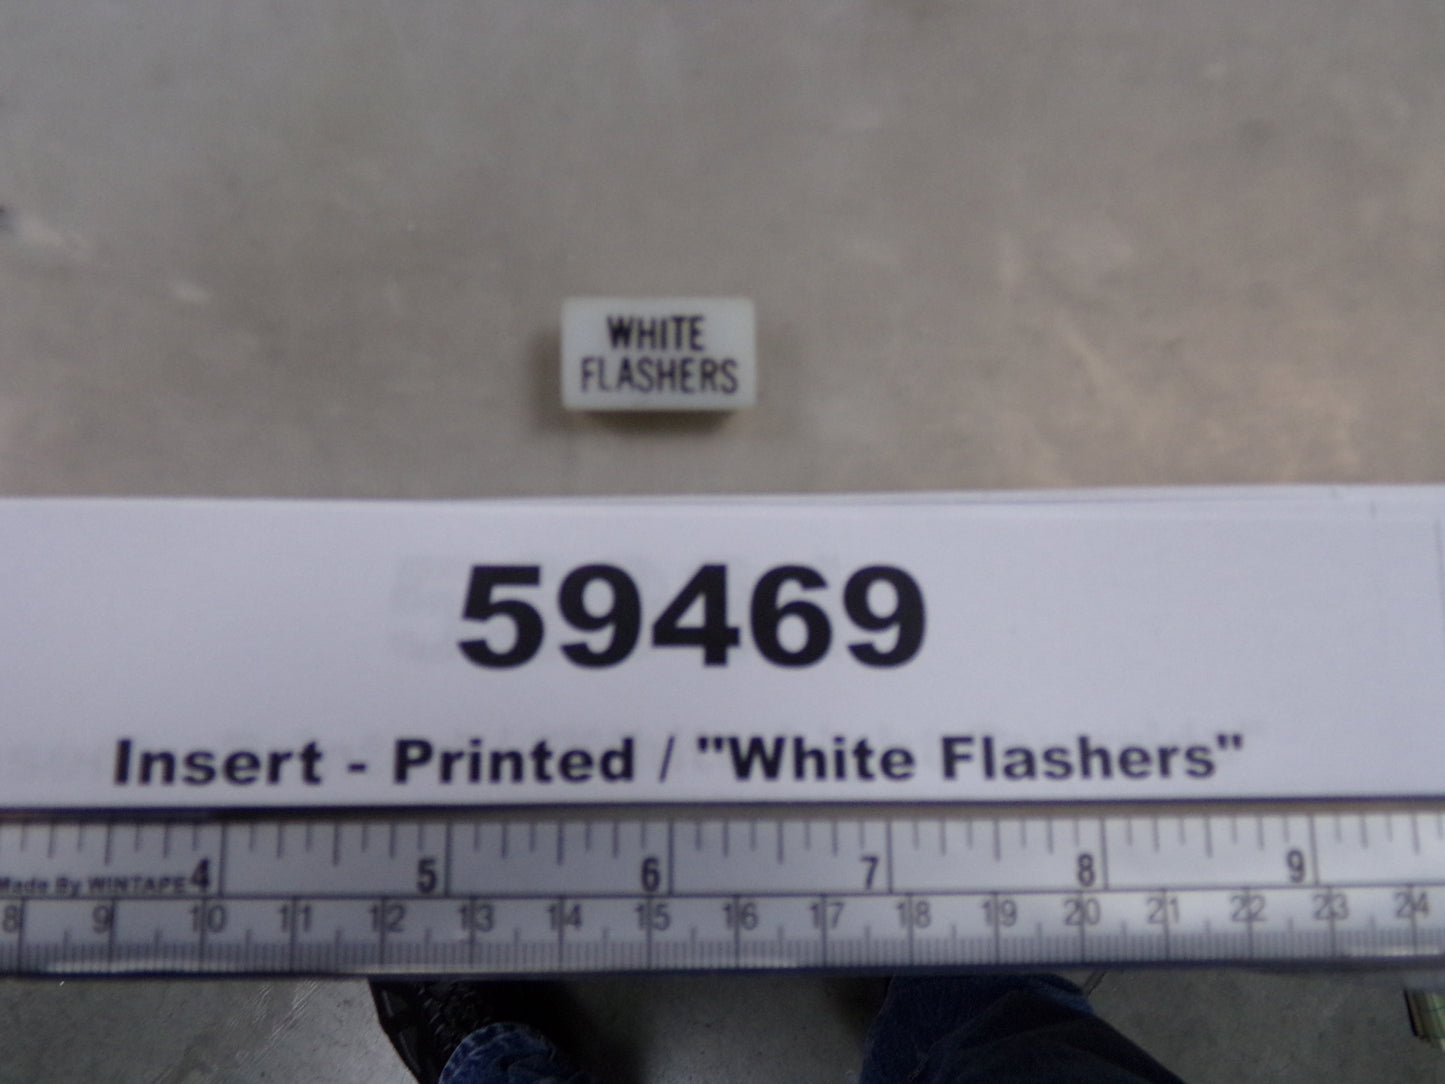 WHITE
FLASHERS
59469
Insert - Printed / "White Flashers"
4 5 6 7 8 9
Made By WINTAPE
8 9 10 11 12 13 14 15 16 17 18 19 20 21 22 23 24